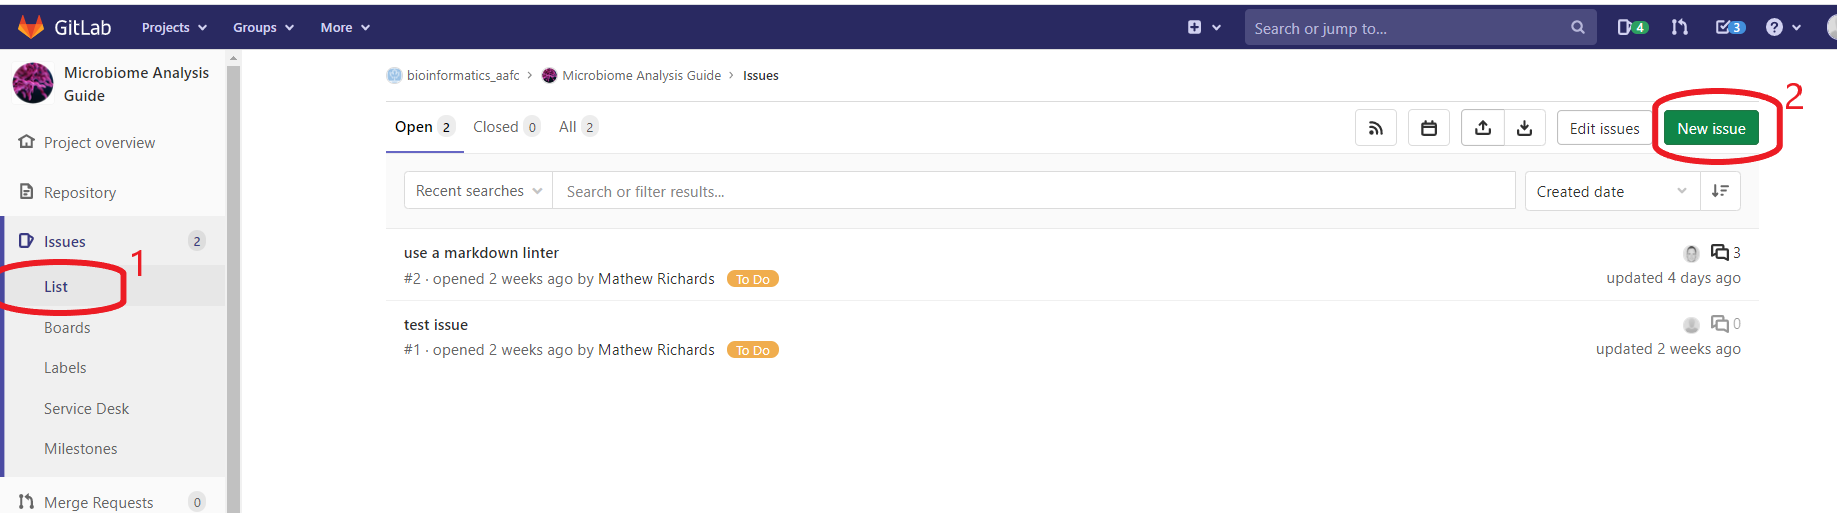 GitLab Projects Groups More Search or jump to... 4 3 ?
Microbiome Analysis
Guide
Project overview
Repository
Issues 2
1
List
Boards
Labels
Service Desk
Milestones
Merge Requests 0
bioinformatics_aafc > Microbiome Analysis Guide > Issues
Open 2 Closed 0 All 2 Edit issues New issue 2
Recent searches Search or filter results... Created date
use a markdown linter 3
#2 · opened 2 weeks ago by Mathew Richards To Do updated 4 days ago
test issue 0
#1 · opened 2 weeks ago by Mathew Richards To Do updated 2 weeks ago